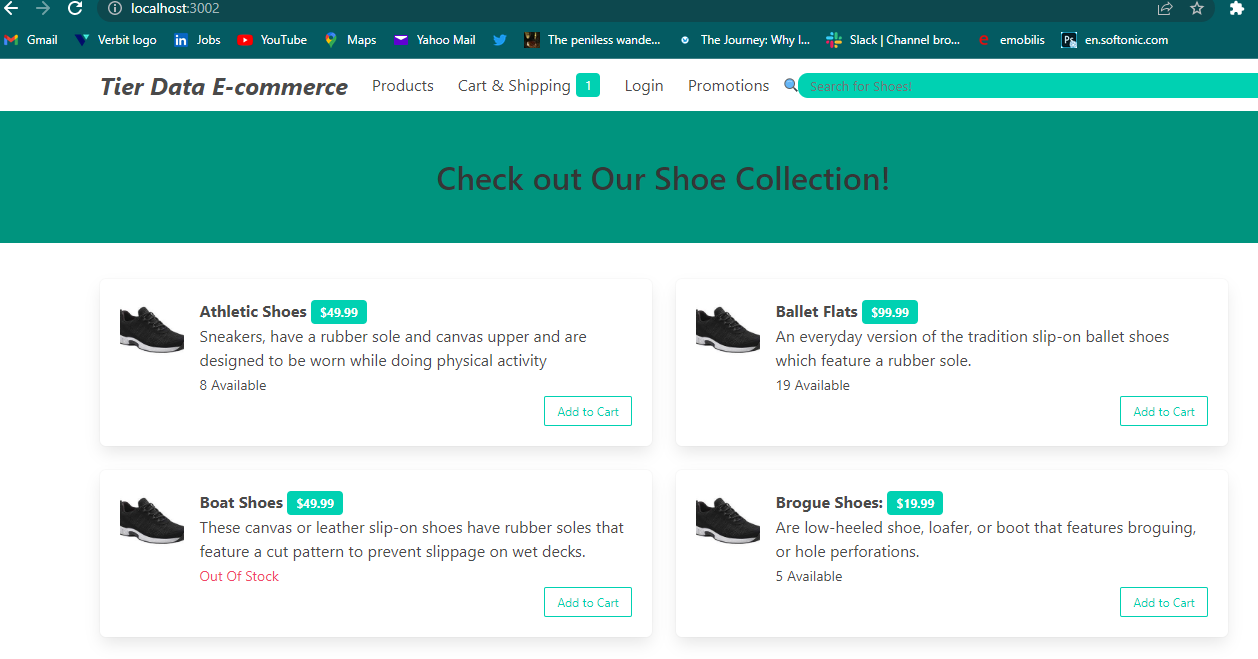 localhost:3002
Gmail Verbit logo Jobs YouTube Maps Yahoo Mail The peniless wande... The Journey: Why I... Slack | Channel bro... emobilis en.softonic.com
Tier Data E-commerce Products Cart & Shipping 1 Login Promotions Search for Shoes!
Check out Our Shoe Collection!
Athletic Shoes $49.99
Sneakers, have a rubber sole and canvas upper and are
designed to be worn while doing physical activity
8 Available
Add to Cart
Ballet Flats $99.99
An everyday version of the tradition slip-on ballet shoes
which feature a rubber sole.
19 Available
Add to Cart
Boat Shoes $49.99
These canvas or leather slip-on shoes have rubber soles that
feature a cut pattern to prevent slippage on wet decks.
Out Of Stock
Add to Cart
Brogue Shoes: $19.99
Are low-heeled shoe, loafer, or boot that features broguing,
or hole perforations.
5 Available
Add to Cart